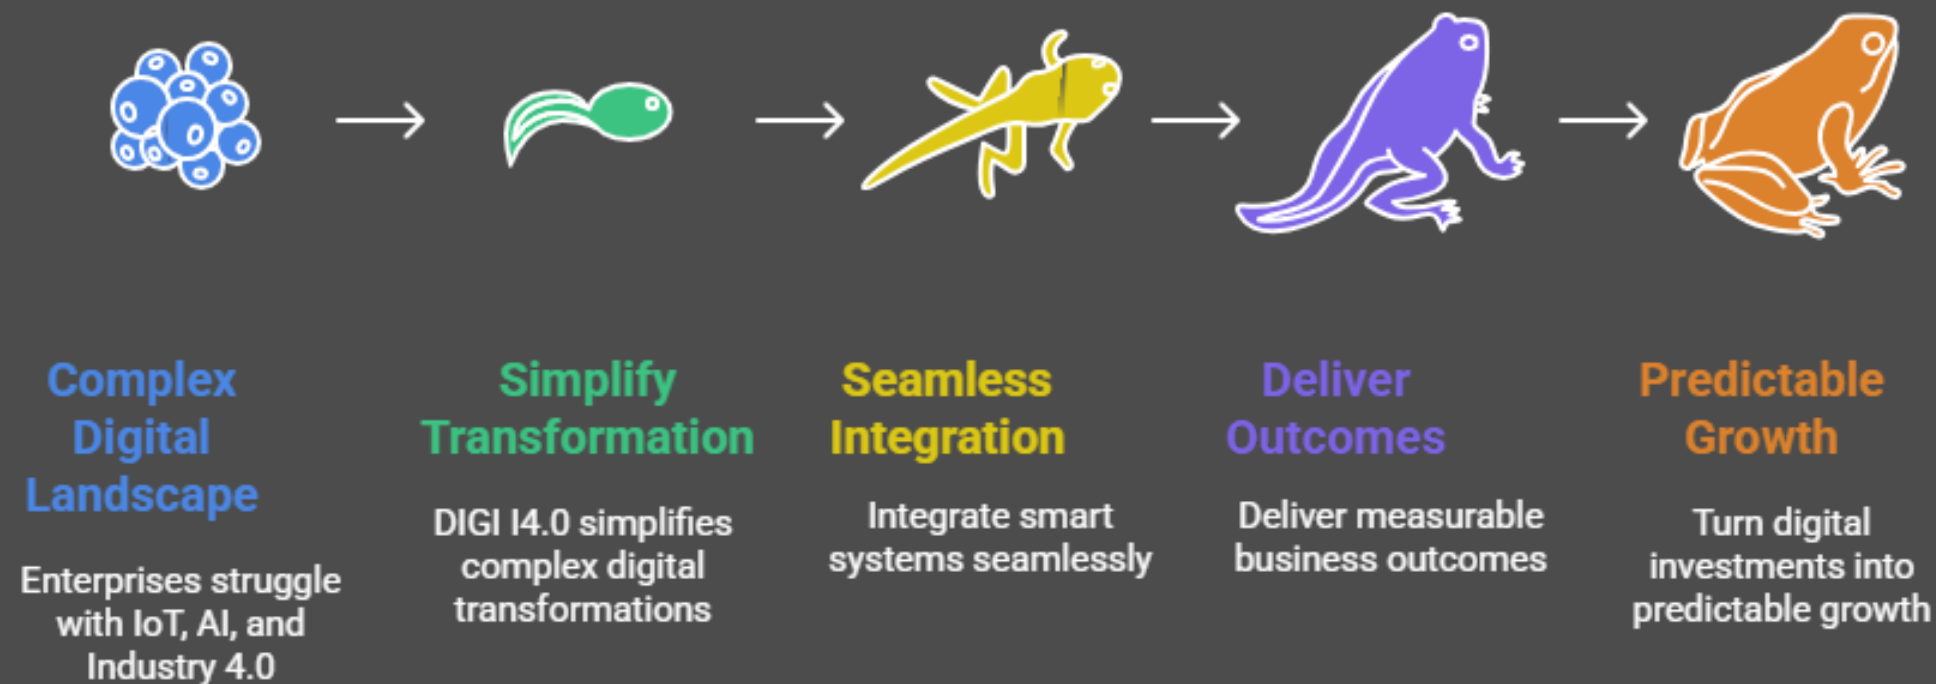 Complex
Digital
Landscape
Enterprises struggle
with IoT, AI, and
Industry 4.0
Simplify
Transformation
DIGI I4.0 simplifies
complex digital
transformations
Seamless
Integration
Integrate smart
systems seamlessly
Deliver
Outcomes
Deliver measurable
business outcomes
Predictable
Growth
Turn digital
investments into
predictable growth